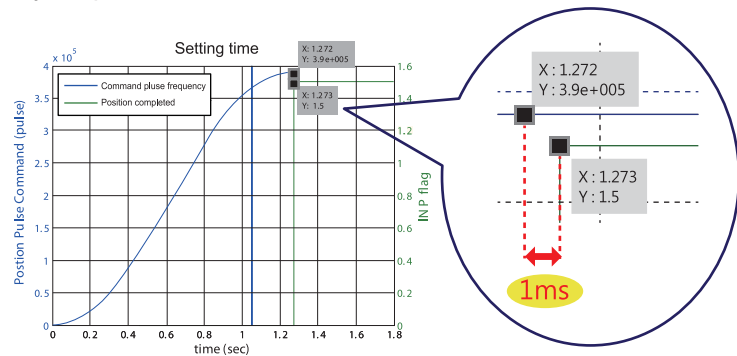 Setting time
x 10⁵
X: 1.272
Y: 3.9e+005
X: 1.273
Y: 1.5
Command pluse frequency
Position completed
Postion Pulse Command (pulse)
4
3.5
3
2.5
2
1.5
1
0.5
0
0 0.2 0.4 0.6 0.8 1 1.2 1.4 1.6 1.8
time (sec)
1.6
1.4
1.2
1
0.8
0.6
0.4
0.2
0
INP flag
X : 1.272
Y : 3.9e+005
X : 1.273
Y : 1.5
1ms